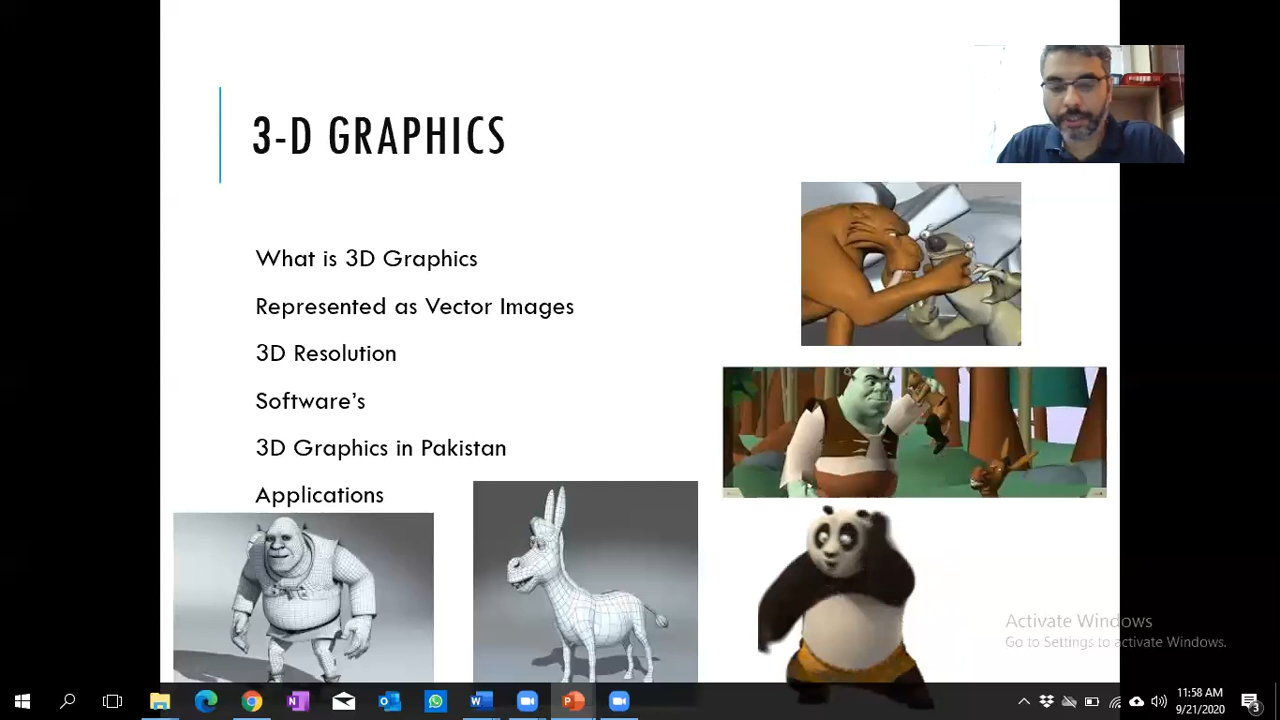 3-D GRAPHICS
What is 3D Graphics
Represented as Vector Images
3D Resolution
Software's
3D Graphics in Pakistan
Applications
Activate Windows
Go to Settings to activate Windows.
11:58 AM
9/21/2020
3